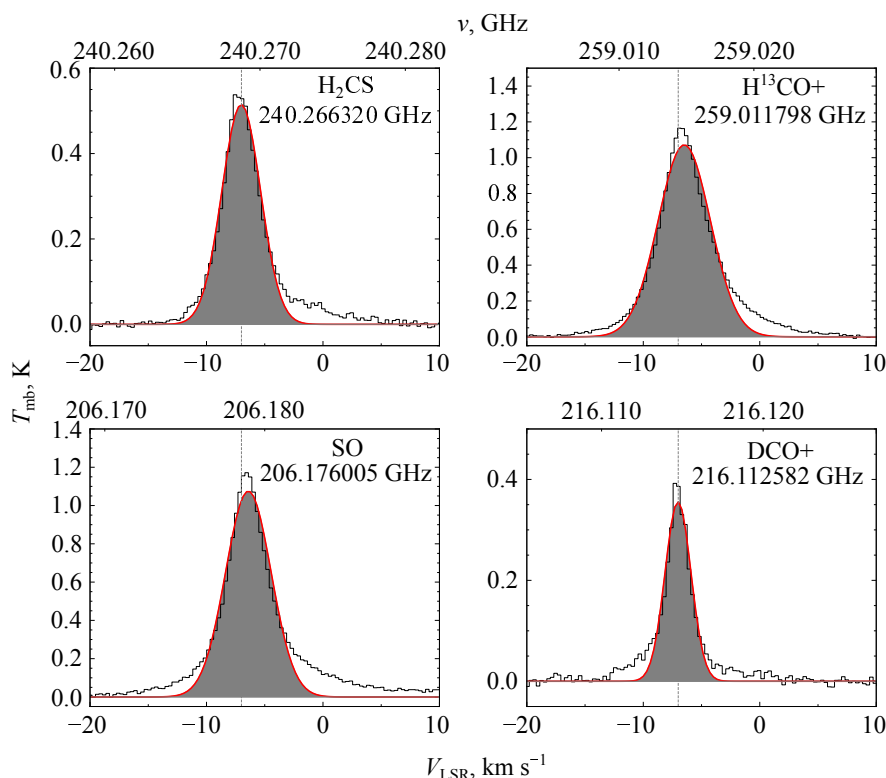 ν, GHz
240.260 240.270 240.280
259.010 259.020
0.6
0.4
0.2
0.0
H₂CS
240.266320 GHz
−20 −10 0 10
1.4
1.2
1.0
0.8
0.6
0.4
0.2
0.0
H¹³CO+
259.011798 GHz
−20 −10 0 10
T_mb, K
206.170 206.180
216.110 216.120
1.4
1.2
1.0
0.8
0.6
0.4
0.2
0.0
SO
206.176005 GHz
−20 −10 0 10
0.4
0.2
0.0
DCO+
216.112582 GHz
−20 −10 0 10
V_LSR, km s⁻¹